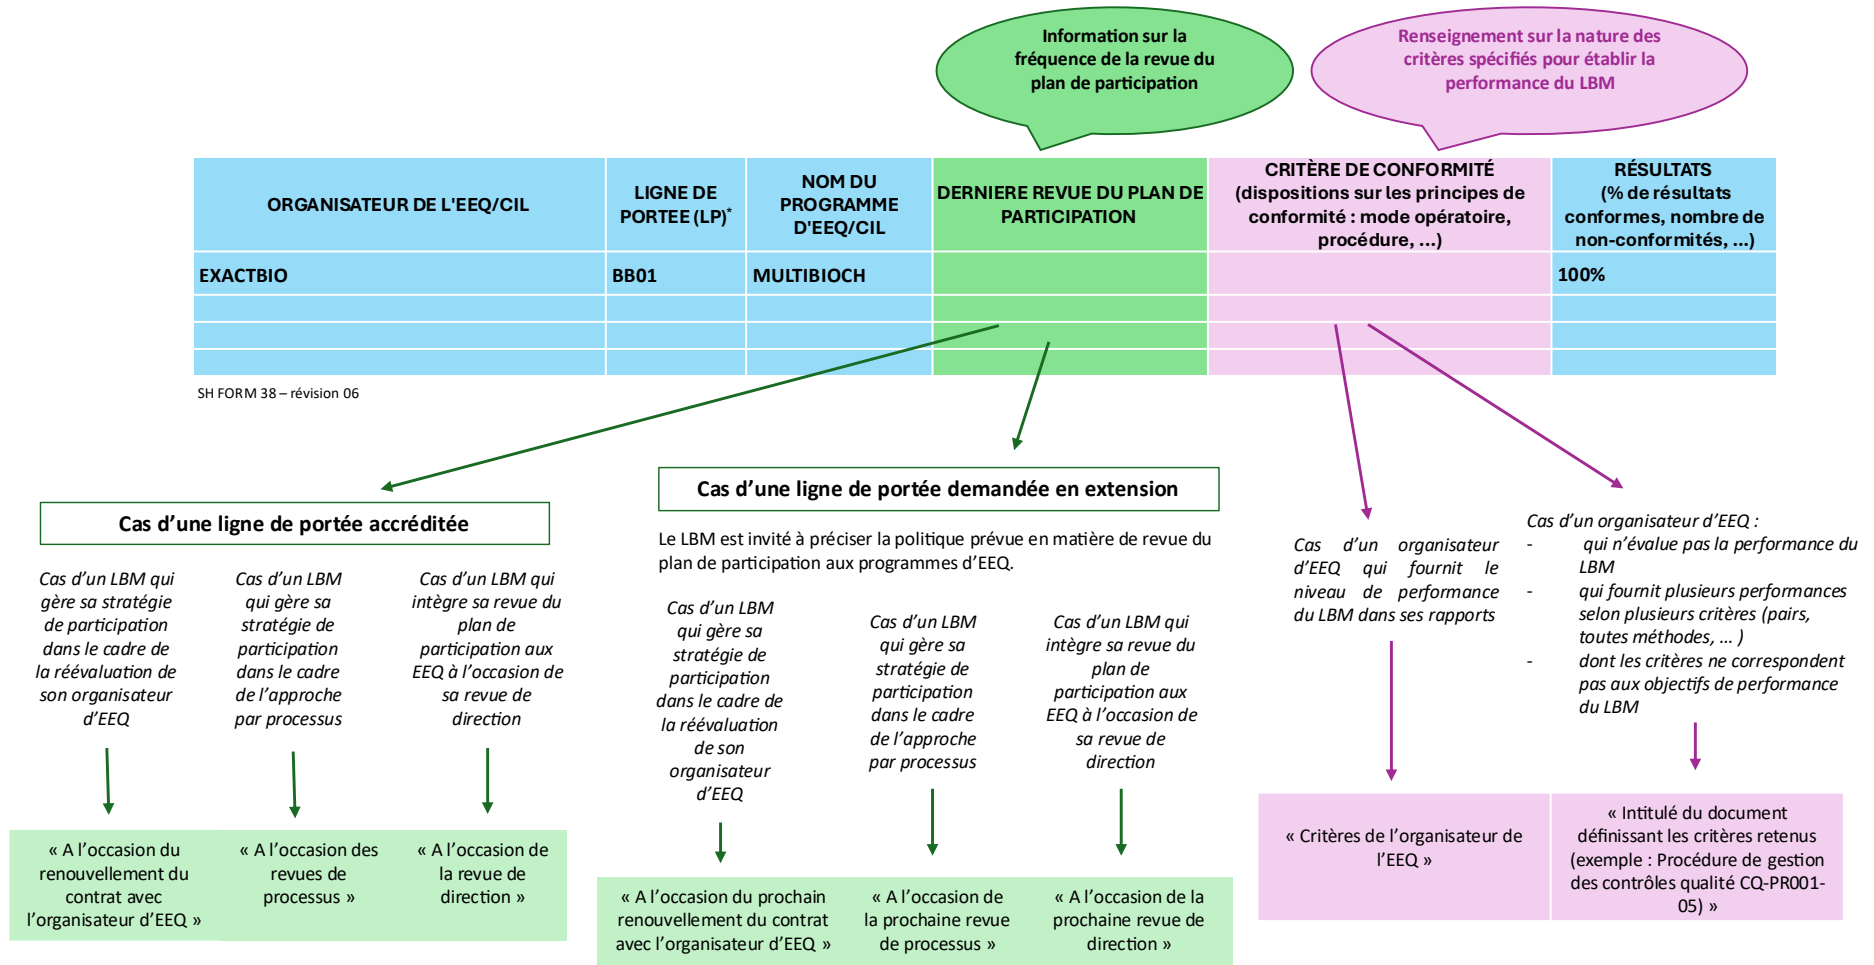 Information sur la
fréquence de la revue du
plan de participation
Renseignement sur la nature des
critères spécifiés pour établir la
performance du LBM
ORGANISATEUR DE L'EEQ/CIL
LIGNE DE
PORTEE (LP)*
NOM DU
PROGRAMME
D'EEQ/CIL
DERNIERE REVUE DU PLAN DE
PARTICIPATION
CRITÈRE DE CONFORMITÉ
(dispositions sur les principes de
conformité : mode opératoire,
procédure, ...)
RÉSULTATS
(% de résultats
conformes, nombre de
non-conformités, ...)
EXACTBIO
BB01
MULTIBIOCH
100%
SH FORM 38 – révision 06
Cas d'une ligne de portée accréditée
Cas d'un LBM qui
gère sa stratégie
de participation
dans le cadre de
la réévaluation de
son organisateur
d'EEQ
Cas d'un LBM
qui gère sa
stratégie de
participation
dans le cadre
de l'approche
par processus
Cas d'un LBM qui
intègre sa revue du
plan de
participation aux
EEQ à l'occasion de
sa revue de
direction
« A l'occasion du
renouvellement du
contrat avec
l'organisateur d'EEQ »
« A l'occasion des
revues de
processus »
« A l'occasion de
la revue de
direction »
Cas d'une ligne de portée demandée en extension
Le LBM est invité à préciser la politique prévue en matière de revue du
plan de participation aux programmes d'EEQ.
Cas d'un LBM
qui gère sa
stratégie de
participation
dans le cadre de
la réévaluation
de son
organisateur
d'EEQ
Cas d'un LBM
qui gère sa
stratégie de
participation
dans le cadre
de l'approche
par processus
Cas d'un LBM qui
intègre sa revue du
plan de
participation aux
EEQ à l'occasion de
sa revue de
direction
« A l'occasion du prochain
renouvellement du contrat
avec l'organisateur d'EEQ »
« A l'occasion de
la prochaine revue
de processus »
« A l'occasion de la
prochaine revue de
direction »
Cas d'un organisateur
d'EEQ qui fournit le
niveau de performance
du LBM dans ses rapports
Cas d'un organisateur d'EEQ :
- qui n'évalue pas la performance du
LBM
- qui fournit plusieurs performances
selon plusieurs critères (pairs,
toutes méthodes, ... )
- dont les critères ne correspondent
pas aux objectifs de performance
du LBM
« Critères de l'organisateur de
l'EEQ »
« Intitulé du document
définissant les critères retenus
(exemple : Procédure de gestion
des contrôles qualité CQ-PR001-
05) »